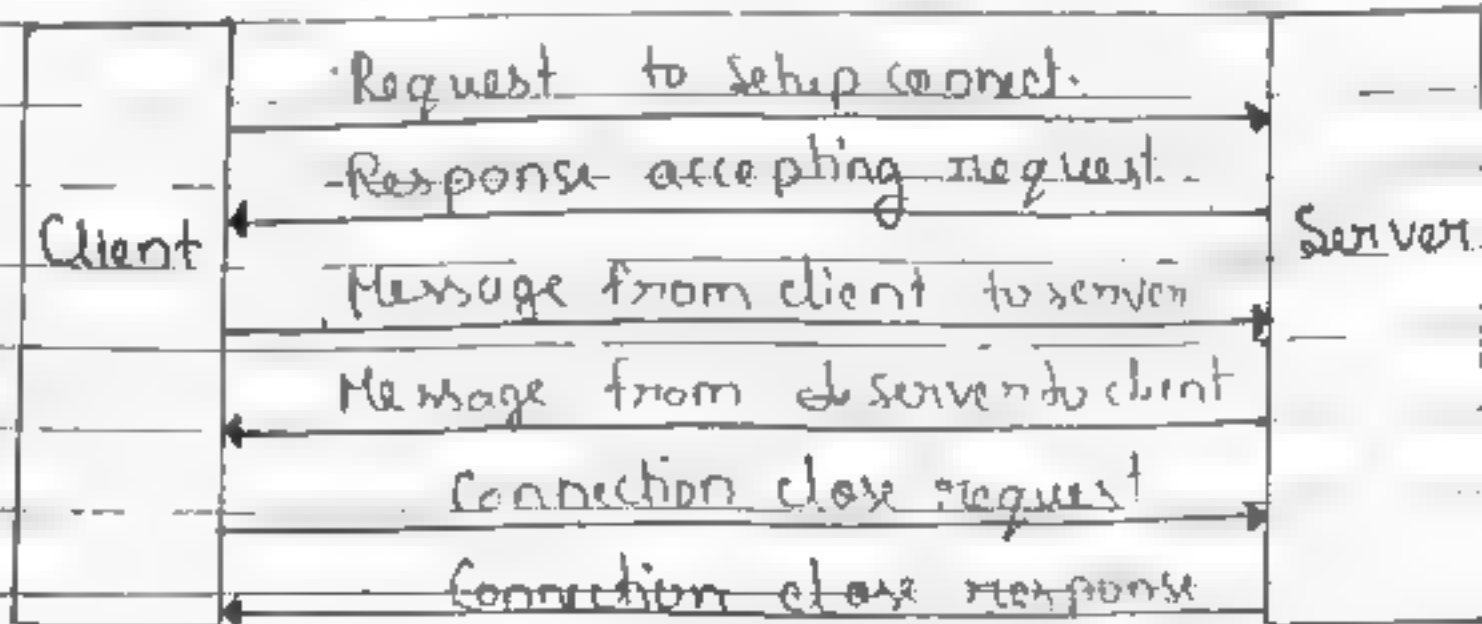 Request to setup connect.
Response accepting request.
Client
Server
Message from client to server
Message from server to client
Connection close request
Connection close response